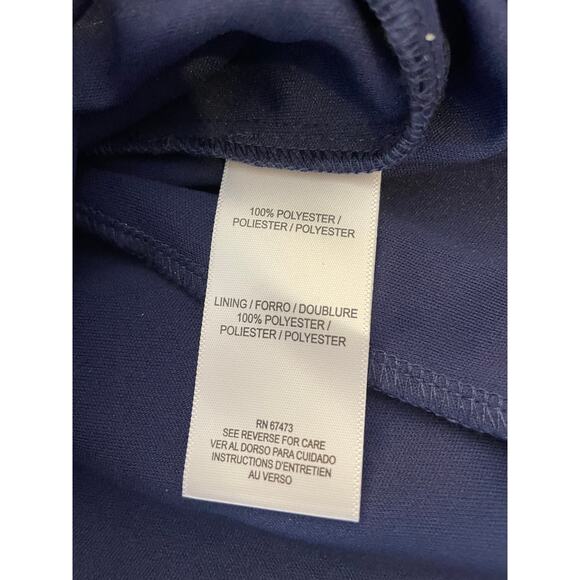 100% POLYESTER /
POLIESTER / POLYESTER
LINING / FORRO / DOUBLURE
100% POLYESTER /
POLIESTER / POLYESTER
RN 67473
SEE REVERSE FOR CARE
VER AL DORSO PARA CUIDADO
INSTRUCTIONS D'ENTRETIEN
AU VERSO